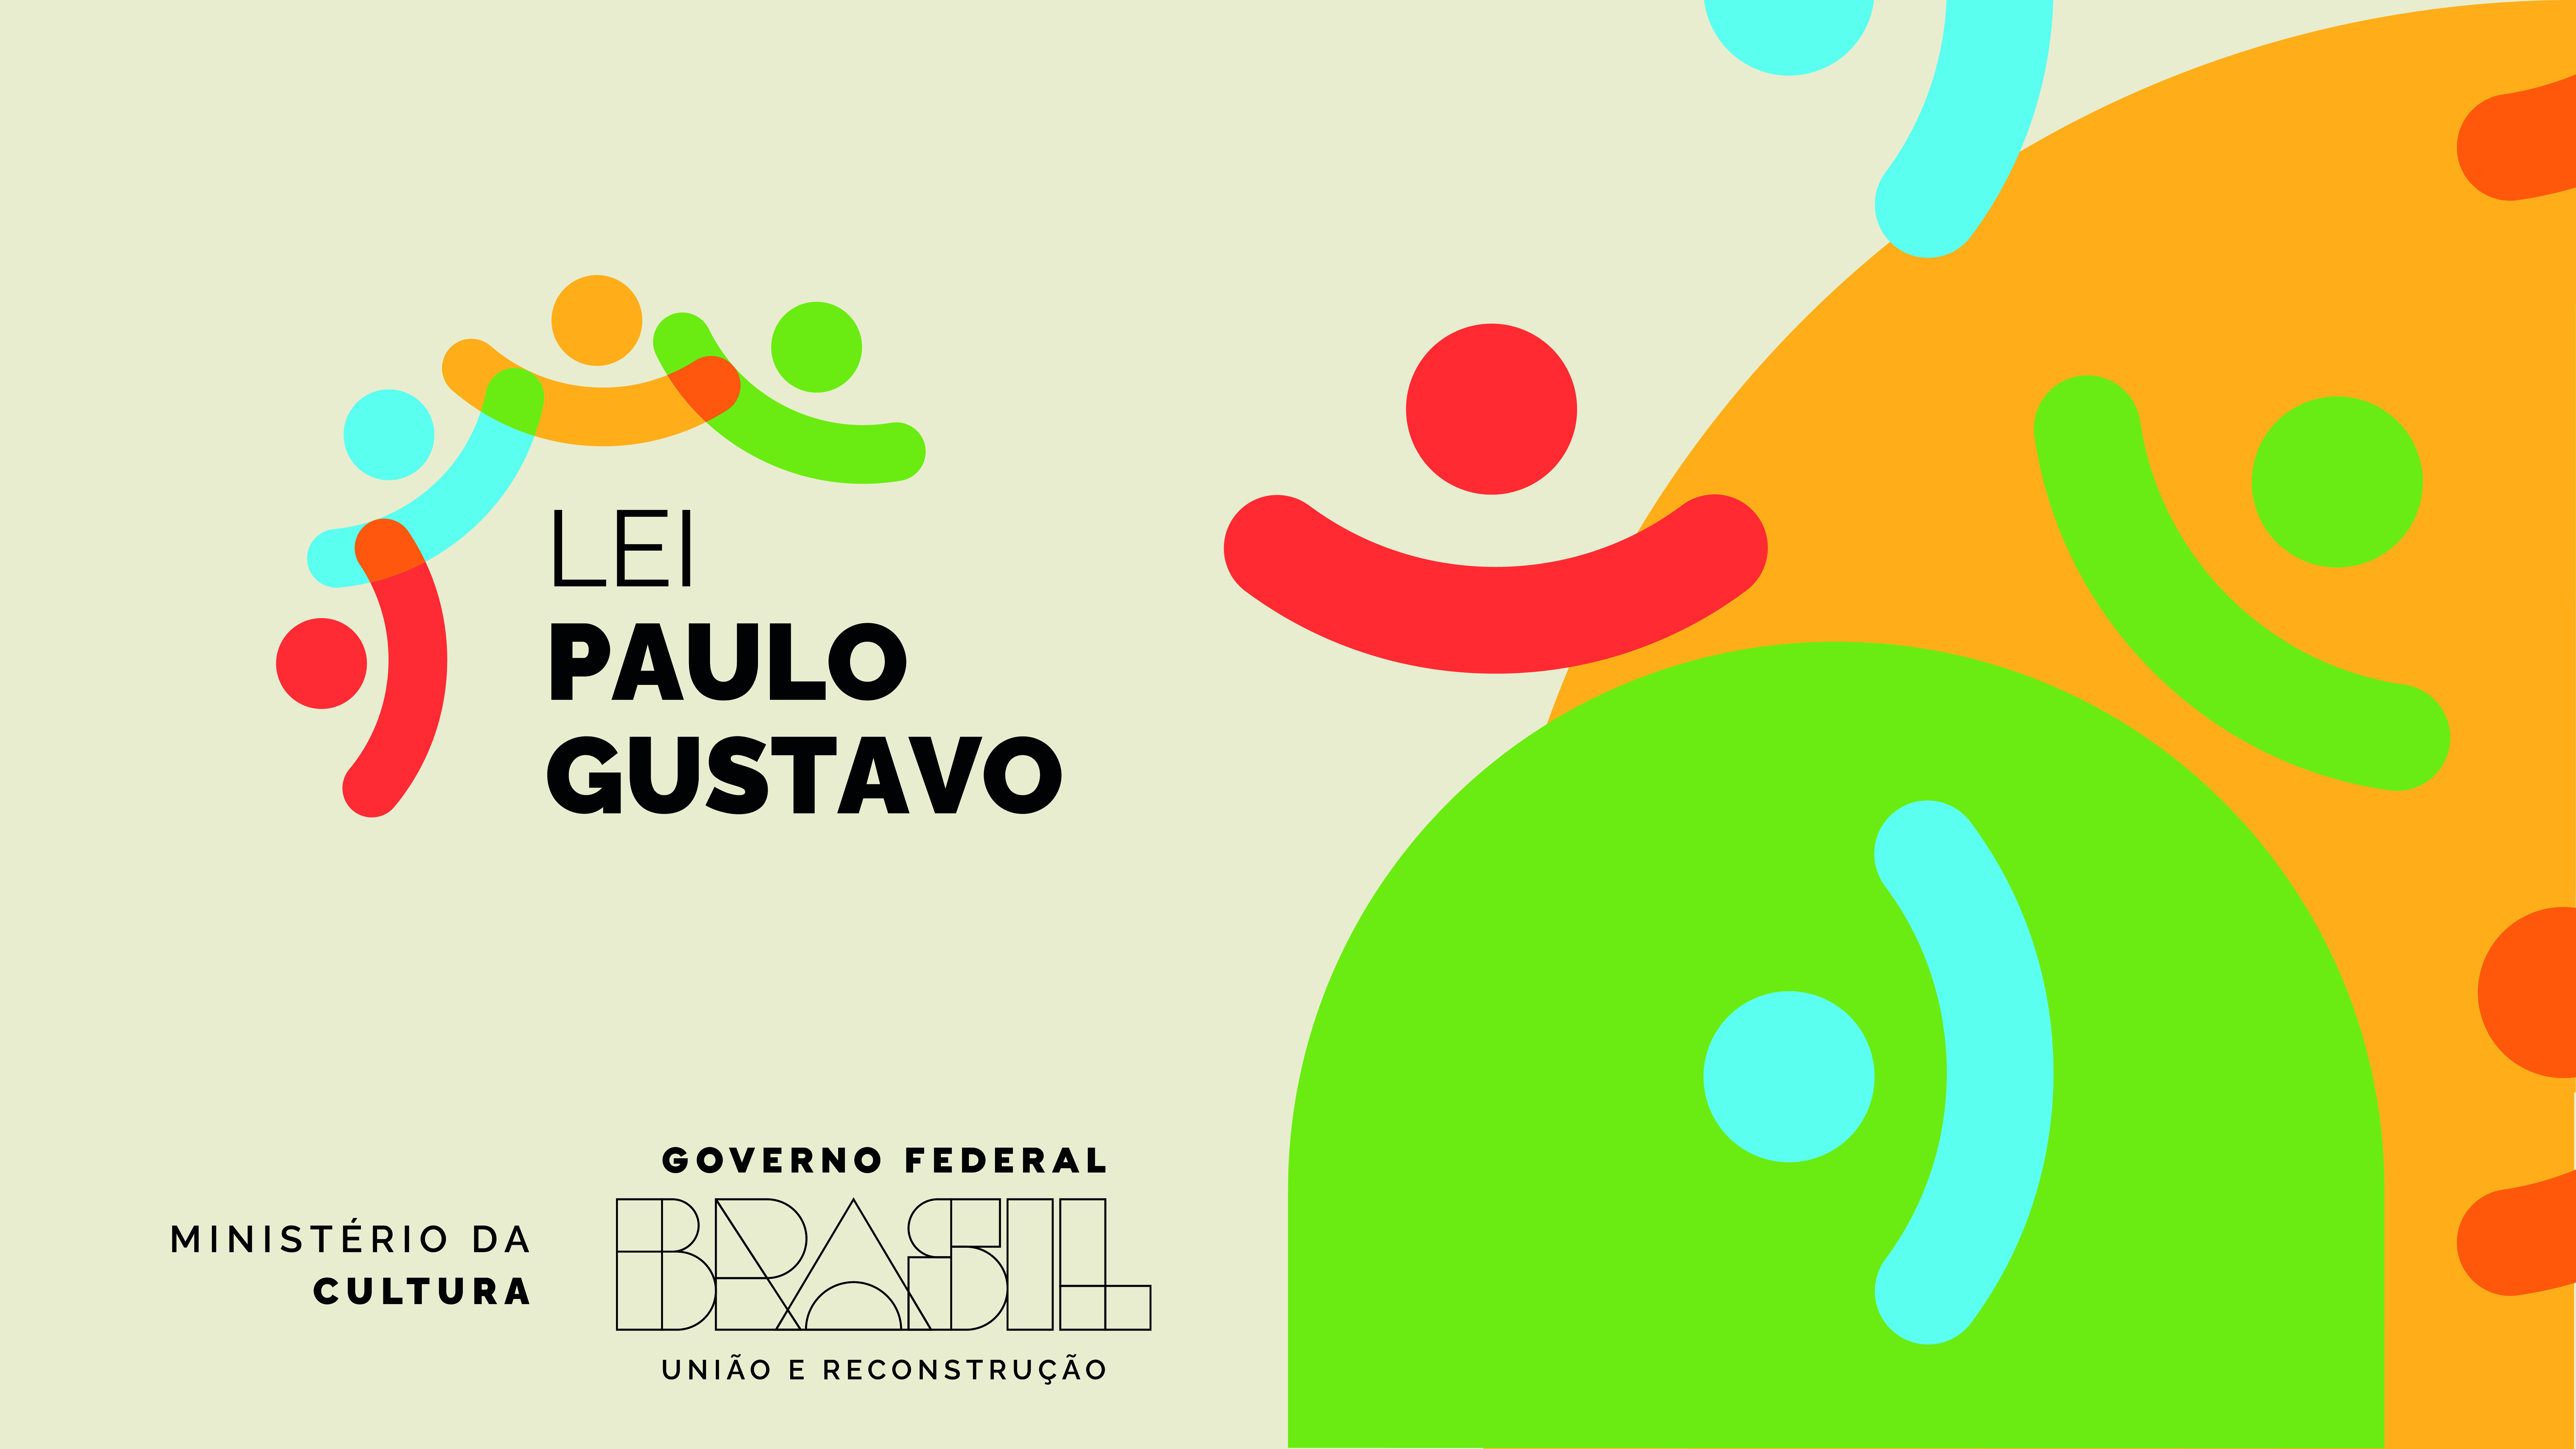 LEI
PAULO
GUSTAVO
MINISTÉRIO DA
CULTURA
GOVERNO FEDERAL
BRASIL
UNIÃO E RECONSTRUÇÃO